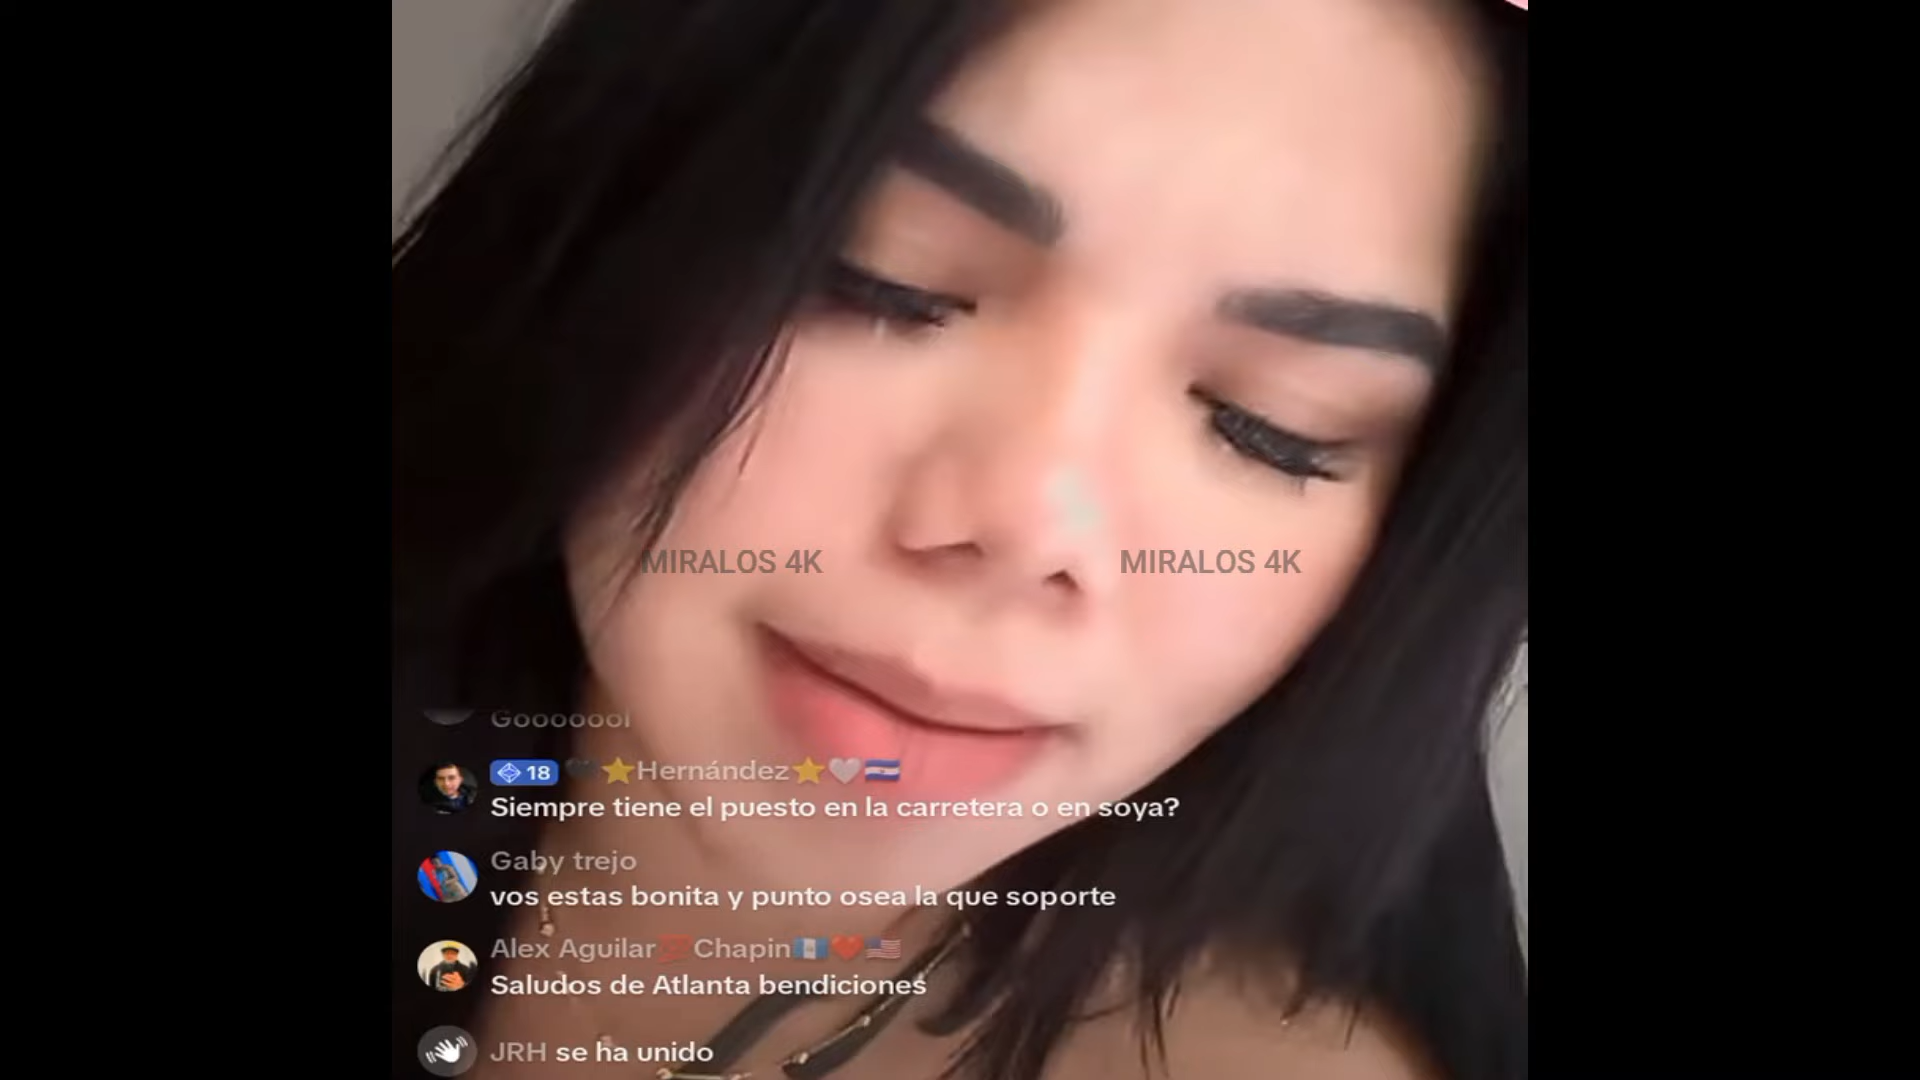 MIRALOS 4K MIRALOS 4K
Gooooool
18 Hernández
Siempre tiene el puesto en la carretera o en soya?
Gaby trejo
vos estas bonita y punto osea la que soporte
Alex Aguilar💯Chapin🇬🇹❤️🇺🇸
Saludos de Atlanta bendiciones
JRH se ha unido